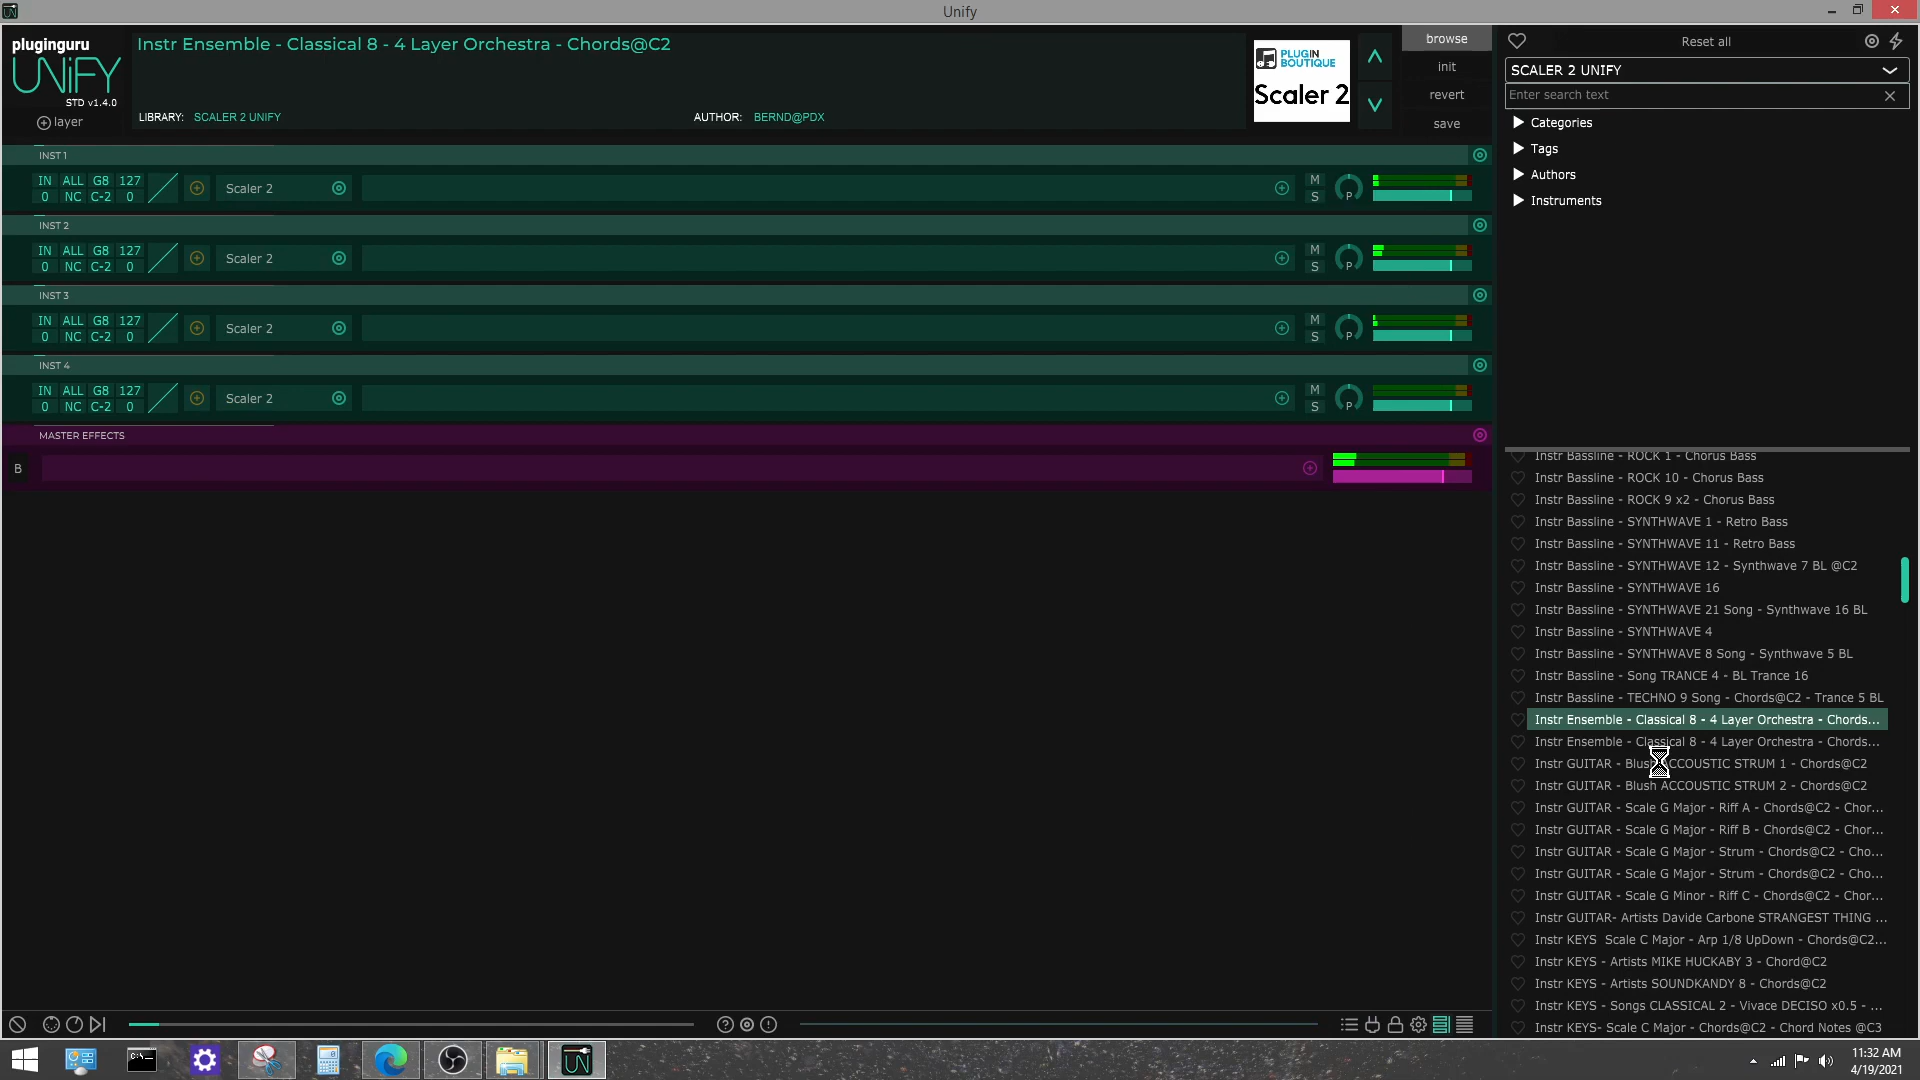 Unify
pluginguru
UNiFY
STD v1.4.0
layer
Instr Ensemble - Classical 8 - 4 Layer Orchestra - Chords@C2
LIBRARY: SCALER 2 UNIFY
AUTHOR: BERND@PDX
PLUGIN
BOUTIQUE
Scaler 2
browse
init
revert
save
Reset all
SCALER 2 UNIFY
Enter search text
Categories
Tags
Authors
Instruments
INST 1
IN ALL G8 127
0 NC C-2 0
Scaler 2
M
S
P
INST 2
IN ALL G8 127
0 NC C-2 0
Scaler 2
M
S
P
INST 3
IN ALL G8 127
0 NC C-2 0
Scaler 2
M
S
P
INST 4
IN ALL G8 127
0 NC C-2 0
Scaler 2
M
S
P
MASTER EFFECTS
B
Instr Bassline - ROCK 1 - Chorus Bass
Instr Bassline - ROCK 10 - Chorus Bass
Instr Bassline - ROCK 9 x2 - Chorus Bass
Instr Bassline - SYNTHWAVE 1 - Retro Bass
Instr Bassline - SYNTHWAVE 11 - Retro Bass
Instr Bassline - SYNTHWAVE 12 - Synthwave 7 BL @C2
Instr Bassline - SYNTHWAVE 16
Instr Bassline - SYNTHWAVE 21 Song - Synthwave 16 BL
Instr Bassline - SYNTHWAVE 4
Instr Bassline - SYNTHWAVE 8 Song - Synthwave 5 BL
Instr Bassline - Song TRANCE 4 - BL Trance 16
Instr Bassline - TECHNO 9 Song - Chords@C2 - Trance 5 BL
Instr Ensemble - Classical 8 - 4 Layer Orchestra - Chords...
Instr Ensemble - Classical 8 - 4 Layer Orchestra - Chords...
Instr GUITAR - Blush ACCOUSTIC STRUM 1 - Chords@C2
Instr GUITAR - Blush ACCOUSTIC STRUM 2 - Chords@C2
Instr GUITAR - Scale G Major - Riff A - Chords@C2 - Chor...
Instr GUITAR - Scale G Major - Riff B - Chords@C2 - Chor...
Instr GUITAR - Scale G Major - Strum - Chords@C2 - Cho...
Instr GUITAR - Scale G Major - Strum - Chords@C2 - Cho...
Instr GUITAR - Scale G Minor - Riff C - Chords@C2 - Chor...
Instr GUITAR- Artists Davide Carbone STRANGEST THING ...
Instr KEYS  Scale C Major - Arp 1/8 UpDown - Chords@C2...
Instr KEYS - Artists MIKE HUCKABY 3 - Chord@C2
Instr KEYS - Artists SOUNDKANDY 8 - Chords@C2
Instr KEYS - Songs CLASSICAL 2 - Vivace DECISO x0.5 - ...
Instr KEYS- Scale C Major - Chords@C2 - Chord Notes @C3
UN
11:32 AM
4/19/2021